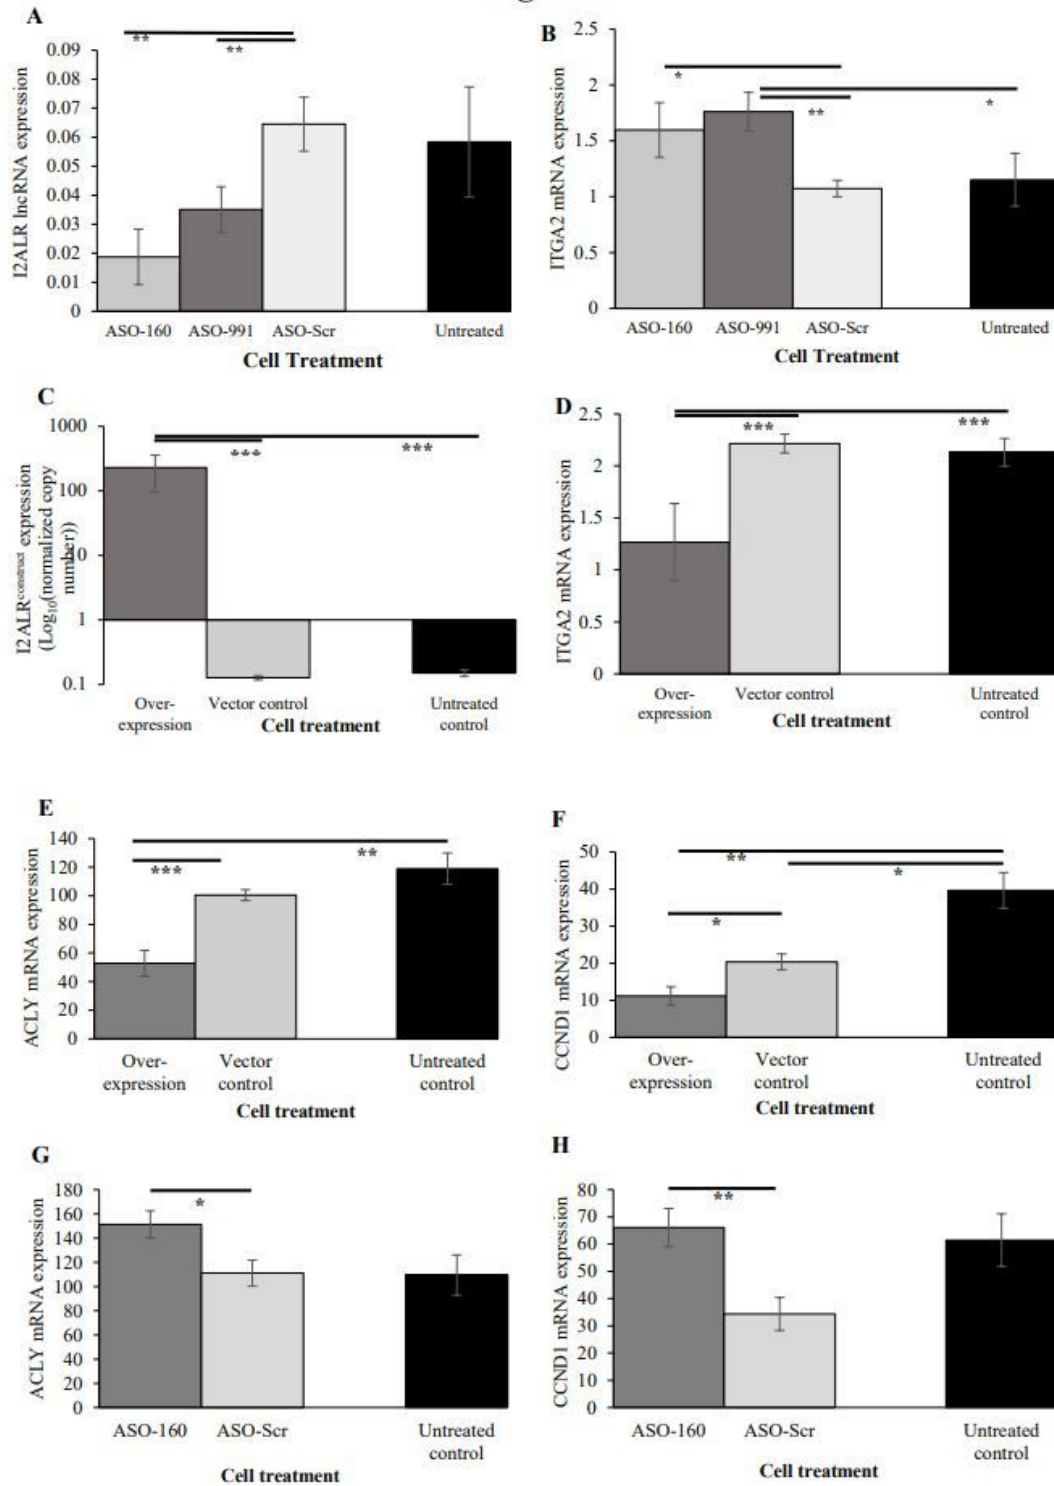 A
**
**
I2ALR lncRNA expression
0.09
0.08
0.07
0.06
0.05
0.04
0.03
0.02
0.01
0
ASO-160 ASO-991 ASO-Scr Untreated
Cell Treatment
B
ITGA2 mRNA expression
2.5
2
1.5
1
0.5
0
*
**
*
ASO-160 ASO-991 ASO-Scr Untreated
Cell Treatment
C
I2ALRconstruct expression
(Log10(normalized copy
number))
1000
100
10
1
0.1
***
***
Over-
expression
Vector control
Untreated
control
Cell treatment
D
ITGA2 mRNA expression
2.5
2
1.5
1
0.5
0
***
***
Over-
expression
Vector control
Untreated
control
Cell treatment
E
ACLY mRNA expression
140
120
100
80
60
40
20
0
***
**
Over-
expression
Vector
control
Untreated
control
Cell treatment
F
CCND1 mRNA expression
50
40
30
20
10
0
**
*
*
Over-
expression
Vector
control
Untreated
control
Cell treatment
G
ACLY mRNA expression
180
160
140
120
100
80
60
40
20
0
*
ASO-160 ASO-Scr
Untreated
control
Cell treatment
H
CCND1 mRNA expression
80
70
60
50
40
30
20
10
0
**
ASO-160 ASO-Scr
Untreated
control
Cell treatment